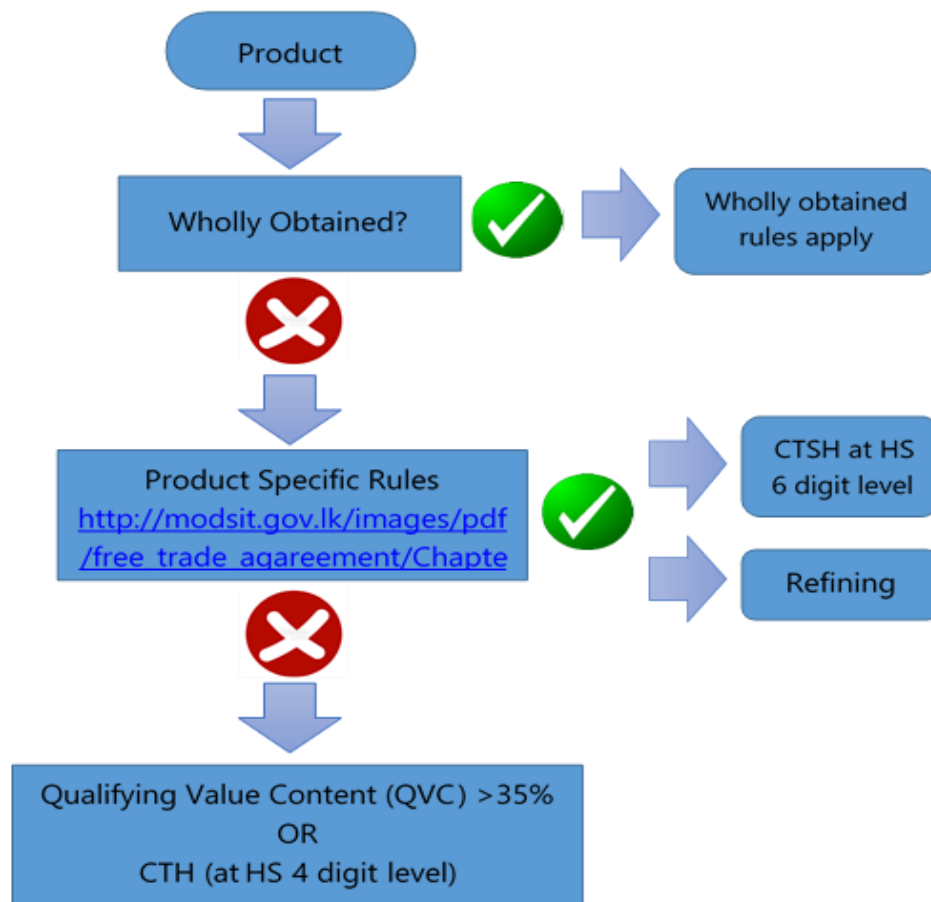 Product
Wholly Obtained?
Wholly obtained
rules apply
Product Specific Rules
http://modsit.gov.lk/images/pdf
/free_trade_agareement/Chapte
CTSH at HS
6 digit level
Refining
Qualifying Value Content (QVC) >35%
OR
CTH (at HS 4 digit level)